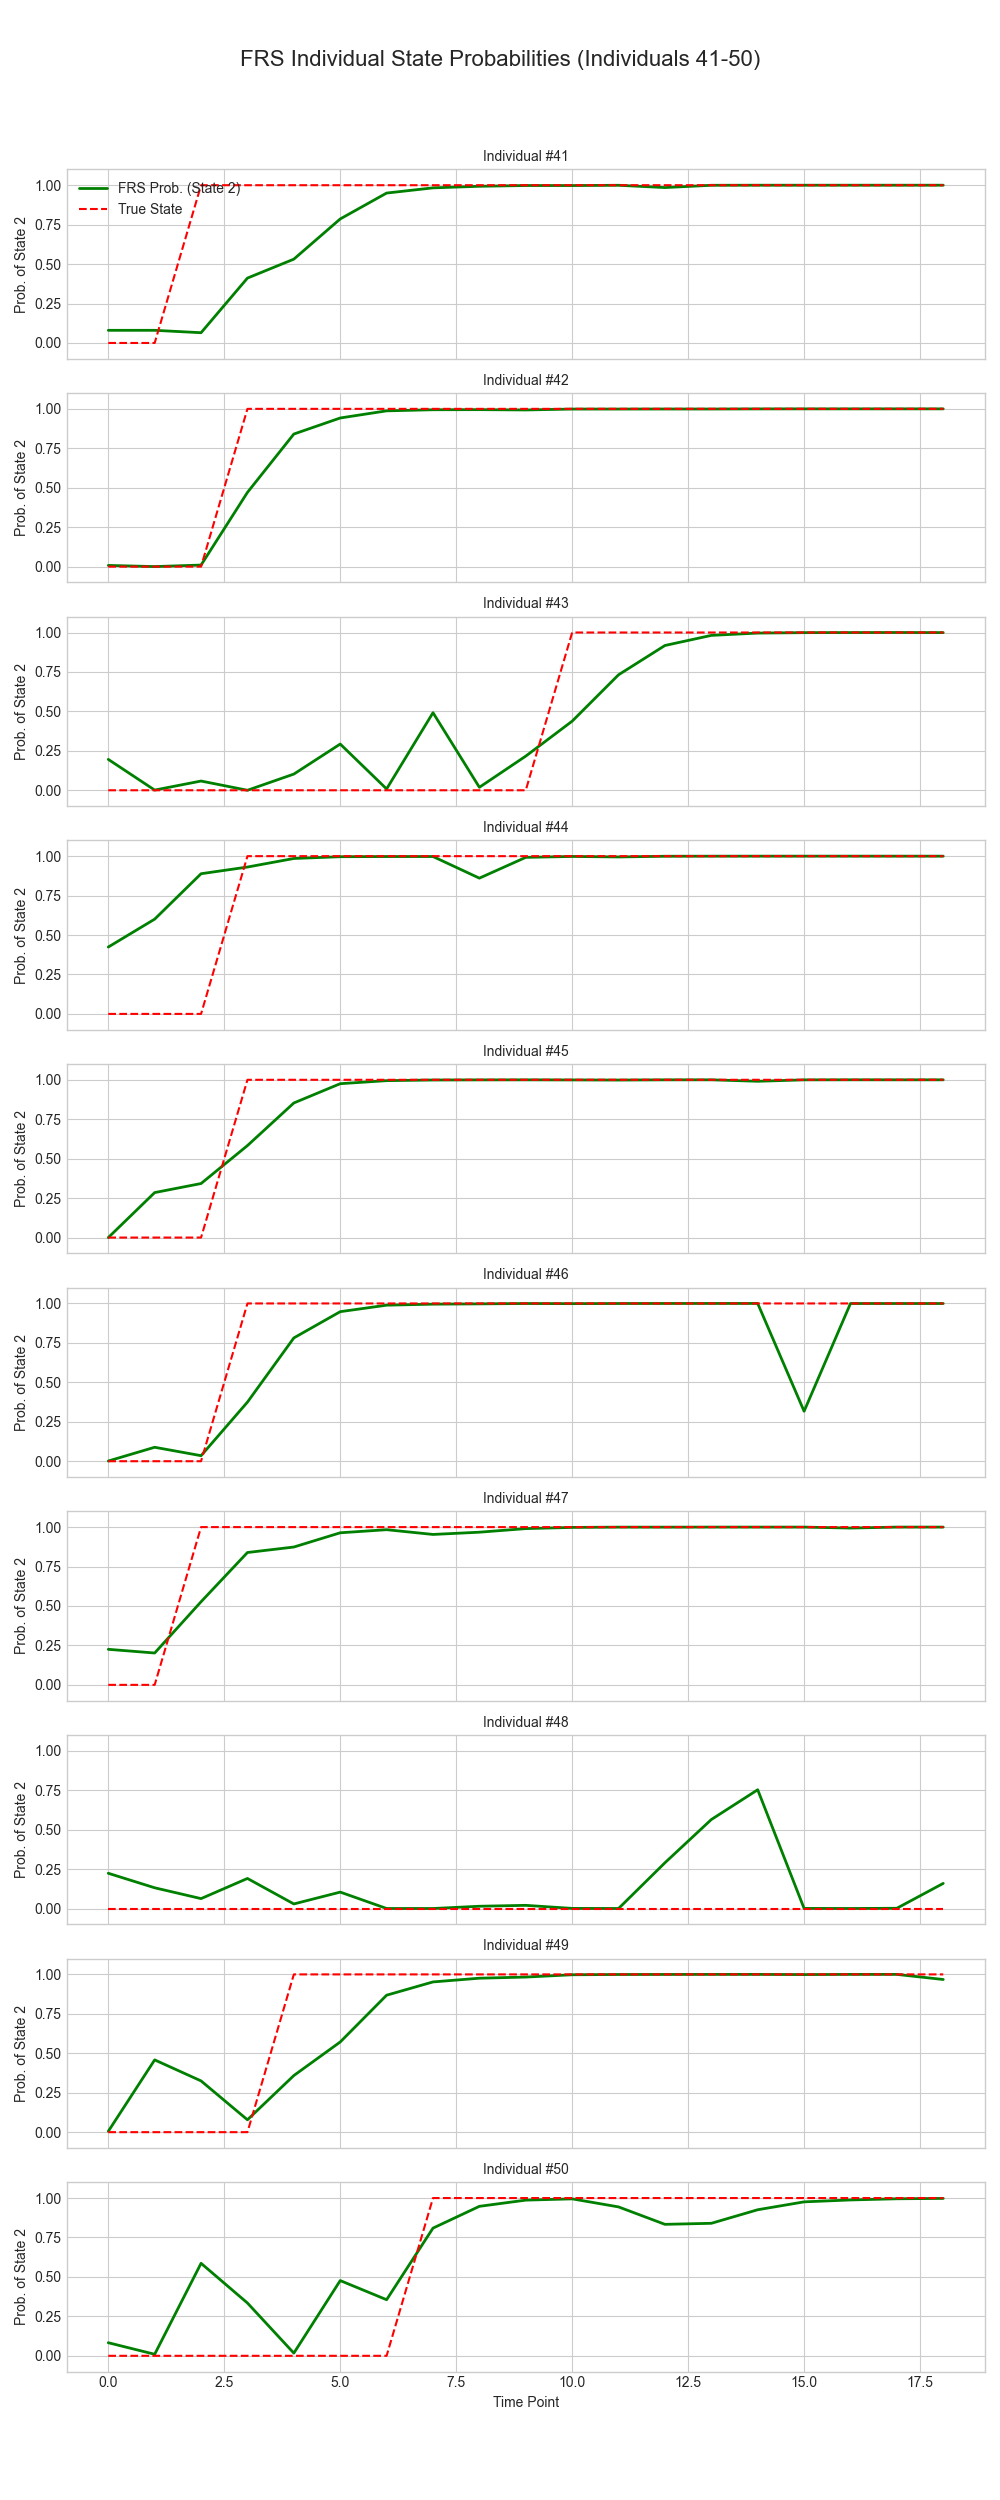 FRS Individual State Probabilities (Individuals 41-50)
Individual #41
FRS Prob. (State 2)
True State
1.00
0.75
0.50
0.25
0.00
Prob. of State 2
Individual #42
1.00
0.75
0.50
0.25
0.00
Prob. of State 2
Individual #43
1.00
0.75
0.50
0.25
0.00
Prob. of State 2
Individual #44
1.00
0.75
0.50
0.25
0.00
Prob. of State 2
Individual #45
1.00
0.75
0.50
0.25
0.00
Prob. of State 2
Individual #46
1.00
0.75
0.50
0.25
0.00
Prob. of State 2
Individual #47
1.00
0.75
0.50
0.25
0.00
Prob. of State 2
Individual #48
1.00
0.75
0.50
0.25
0.00
Prob. of State 2
Individual #49
1.00
0.75
0.50
0.25
0.00
Prob. of State 2
Individual #50
1.00
0.75
0.50
0.25
0.00
Prob. of State 2
0.0 2.5 5.0 7.5 10.0 12.5 15.0 17.5
Time Point